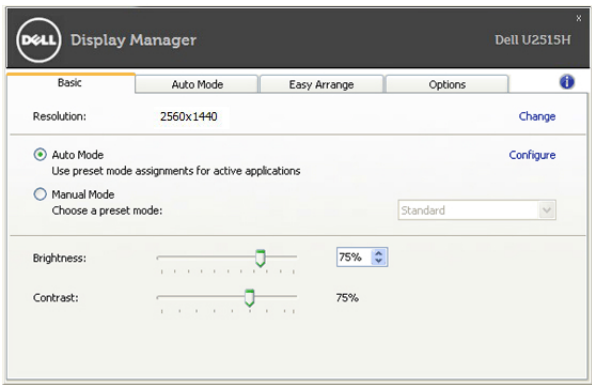 x
DELL Display Manager Dell U2515H
Basic Auto Mode Easy Arrange Options i
Resolution: 2560x1440 Change
Auto Mode Configure
Use preset mode assignments for active applications
Manual Mode
Choose a preset mode: Standard
Brightness: 75%
Contrast: 75%